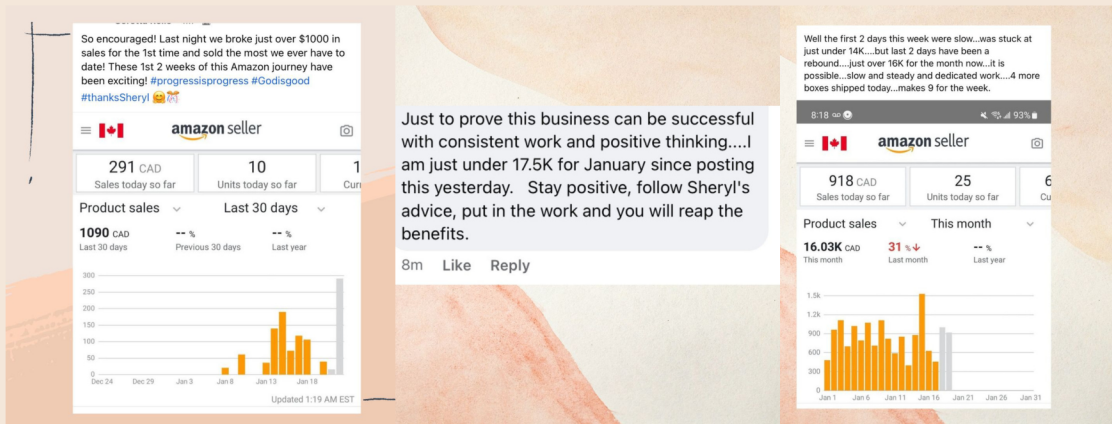 So encouraged! Last night we broke just over $1000 in
sales for the 1st time and sold the most we ever have to
date! These 1st 2 weeks of this Amazon journey have
been exciting! #progressisprogress #Godisgood
#thanksSheryl 🤗🎊
amazon seller
291 CAD
Sales today so far
10
Units today so far
1
Curr
Product sales
Last 30 days
1090 CAD
Last 30 days
-- %
Previous 30 days
-- %
Last year
300
250
200
150
100
50
0
Dec 24 Dec 29 Jan 3 Jan 8 Jan 13 Jan 18
Updated 1:19 AM EST
Just to prove this business can be successful
with consistent work and positive thinking....I
am just under 17.5K for January since posting
this yesterday. Stay positive, follow Sheryl's
advice, put in the work and you will reap the
benefits.
8m Like Reply
Well the first 2 days this week were slow...was stuck at
just under 14K....but last 2 days have been a
rebound....just over 16K for the month now...it is
possible...slow and steady and dedicated work....4 more
boxes shipped today...makes 9 for the week.
8:18
93%
amazon seller
918 CAD
Sales today so far
25
Units today so far
6
Cu
Product sales
This month
16.03K CAD
This month
31 %↓
Last month
-- %
Last year
1.5k
1.2k
900
600
300
0
Jan 1 Jan 6 Jan 11 Jan 16 Jan 21 Jan 26 Jan 31